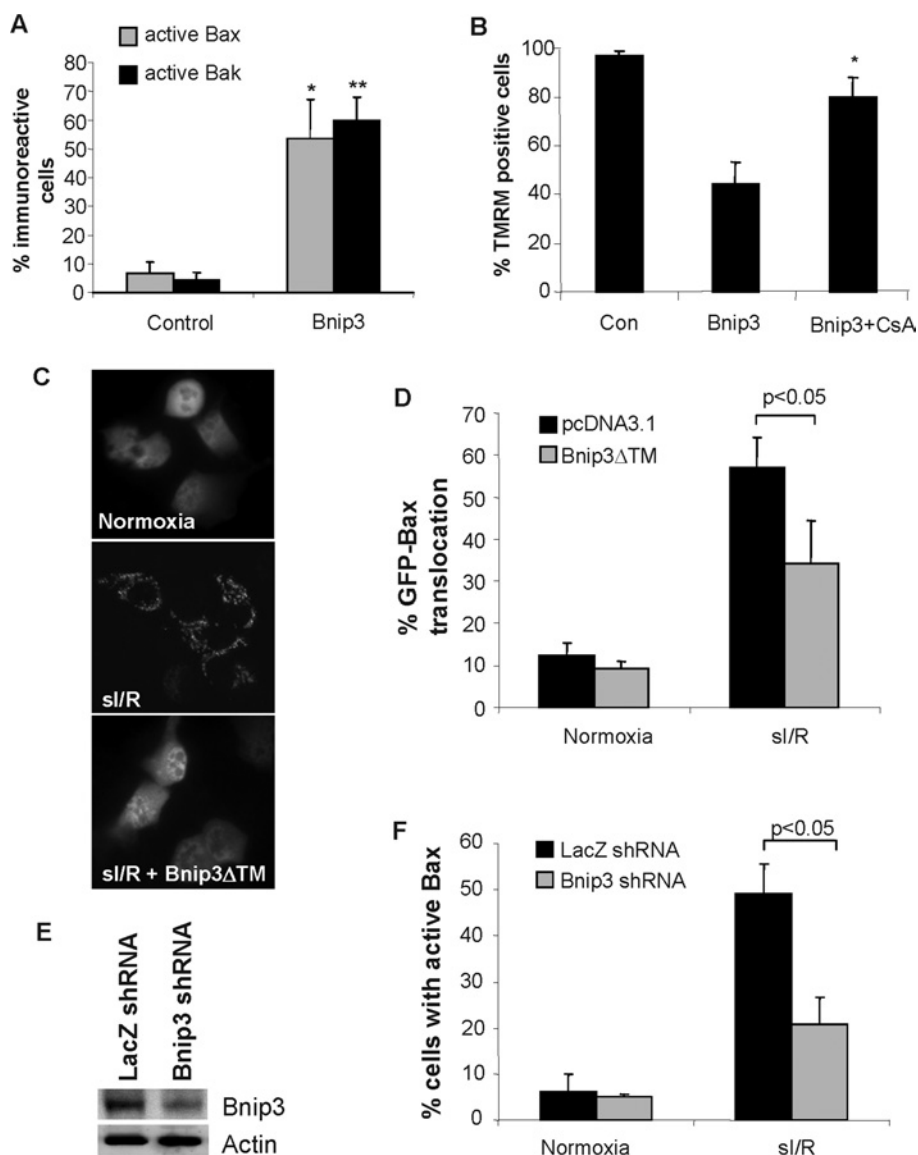 A
active Bax
active Bak
% immunoreactive
cells
80
70
60
50
40
30
20
10
0
*
**
Control
Bnip3
B
% TMRM positive cells
100
80
60
40
20
0
*
Con
Bnip3
Bnip3+CsA
C
Normoxia
sI/R
sI/R + Bnip3ΔTM
D
pcDNA3.1
Bnip3ΔTM
p<0.05
% GFP-Bax
translocation
70
60
50
40
30
20
10
0
Normoxia
sI/R
E
LacZ shRNA
Bnip3 shRNA
Bnip3
Actin
F
LacZ shRNA
Bnip3 shRNA
p<0.05
% cells with active Bax
60
50
40
30
20
10
0
Normoxia
sI/R